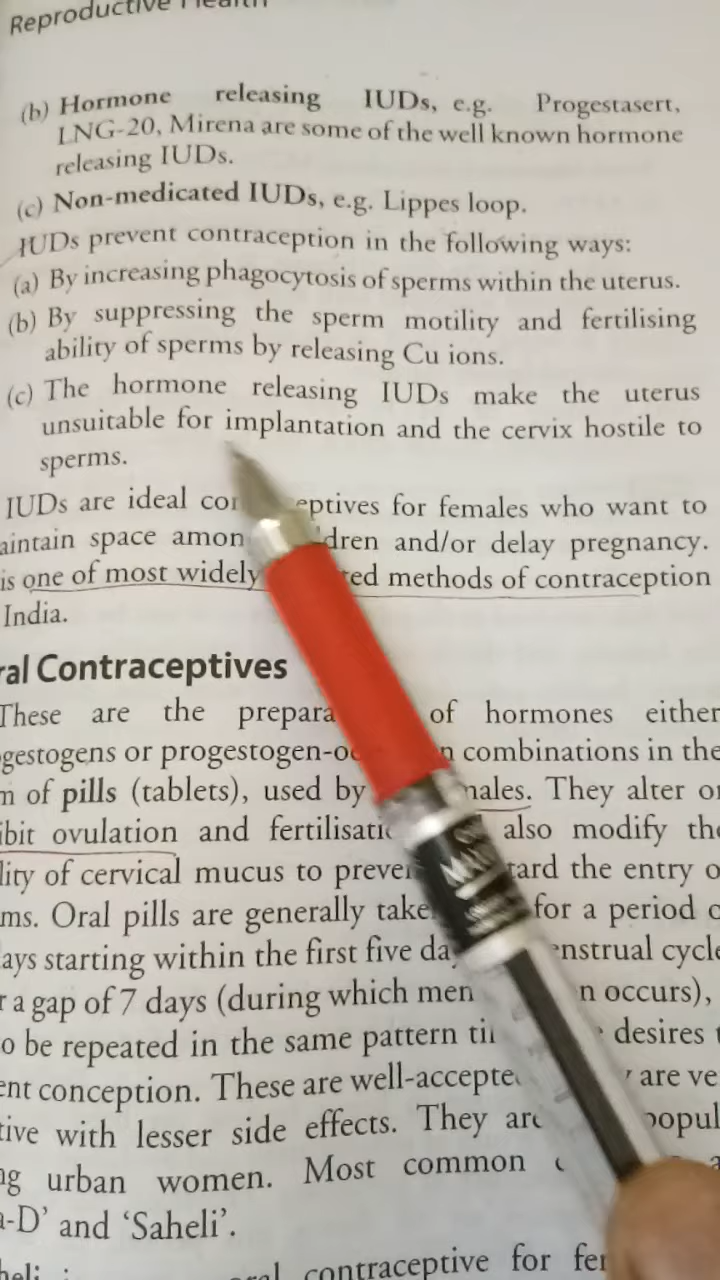 Reproductive Health
(b) Hormone releasing IUDs, e.g. Progestasert,
LNG-20, Mirena are some of the well known hormone
releasing IUDs.
(c) Non-medicated IUDs, e.g. Lippes loop.
IUDs prevent contraception in the following ways:
(a) By increasing phagocytosis of sperms within the uterus.
(b) By suppressing the sperm motility and fertilising
ability of sperms by releasing Cu ions.
(c) The hormone releasing IUDs make the uterus
unsuitable for implantation and the cervix hostile to
sperms.
IUDs are ideal eptives for females who want to
aintain space amon dren and/or delay pregnancy.
is one of most widely ed methods of contraception
India.
ral Contraceptives
These are the prepara of hormones either
gestogens or progestogen-o n combinations in the
m of pills (tablets), used by males. They alter or
ibit ovulation and fertilisati also modify the
lity of cervical mucus to preve tard the entry o
ms. Oral pills are generally take for a period o
ays starting within the first five da enstrual cycle
r a gap of 7 days (during which men n occurs),
o be repeated in the same pattern til desires t
ent conception. These are well-accepte are ve
tive with lesser side effects. They are popul
ng urban women. Most common
a-D' and 'Saheli'.
heli contraceptive for fe